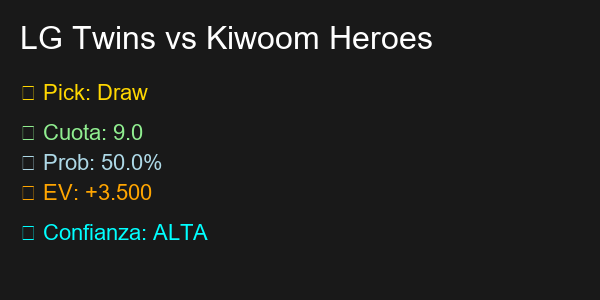 LG Twins vs Kiwoom Heroes
Pick: Draw
Cuota: 9.0
Prob: 50.0%
EV: +3.500
Confianza: ALTA